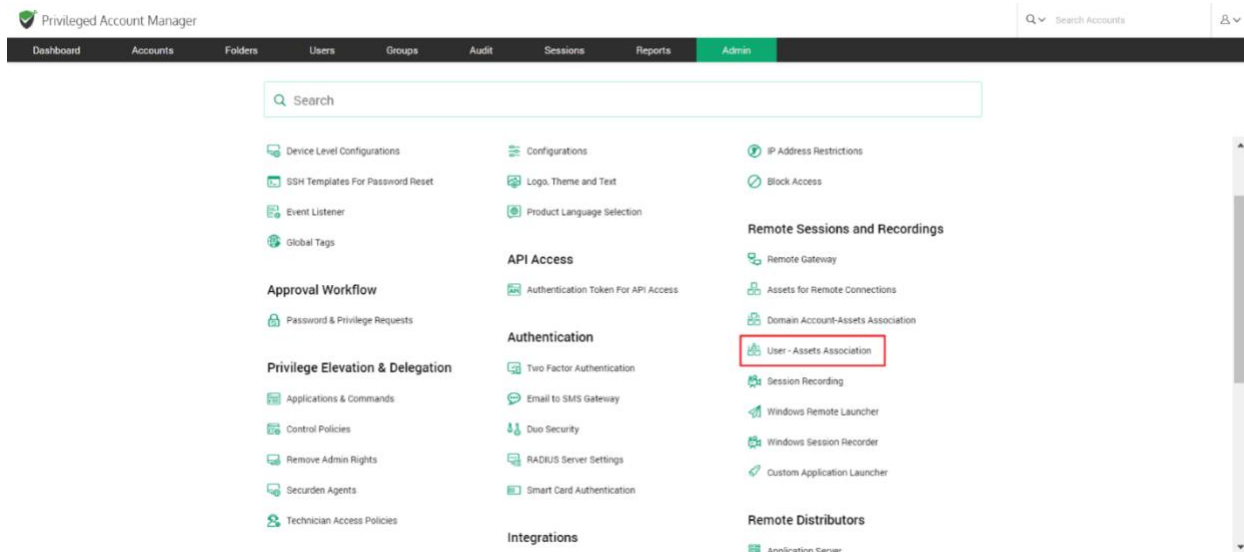 Privileged Account Manager
Search Accounts
Dashboard Accounts Folders Users Groups Audit Sessions Reports Admin
Search
Device Level Configurations
SSH Templates For Password Reset
Event Listener
Global Tags
Approval Workflow
Password & Privilege Requests
Privilege Elevation & Delegation
Applications & Commands
Control Policies
Remove Admin Rights
Securden Agents
Technician Access Policies
Configurations
Logo, Theme and Text
Product Language Selection
API Access
Authentication Token For API Access
Authentication
Two Factor Authentication
Email to SMS Gateway
Duo Security
RADIUS Server Settings
Smart Card Authentication
Integrations
IP Address Restrictions
Block Access
Remote Sessions and Recordings
Remote Gateway
Assets for Remote Connections
Domain Account-Assets Association
User - Assets Association
Session Recording
Windows Remote Launcher
Windows Session Recorder
Custom Application Launcher
Remote Distributors
Application Server